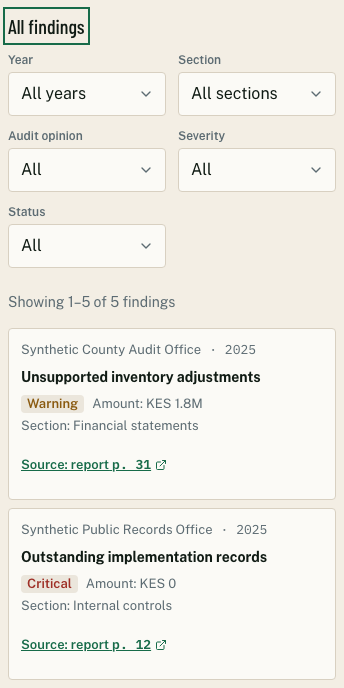 All findings
Year
Section
All years
All sections
Audit opinion
Severity
All
All
Status
All
Showing 1–5 of 5 findings
Synthetic County Audit Office · 2025
Unsupported inventory adjustments
Warning Amount: KES 1.8M
Section: Financial statements
Source: report p. 31
Synthetic Public Records Office · 2025
Outstanding implementation records
Critical Amount: KES 0
Section: Internal controls
Source: report p. 12